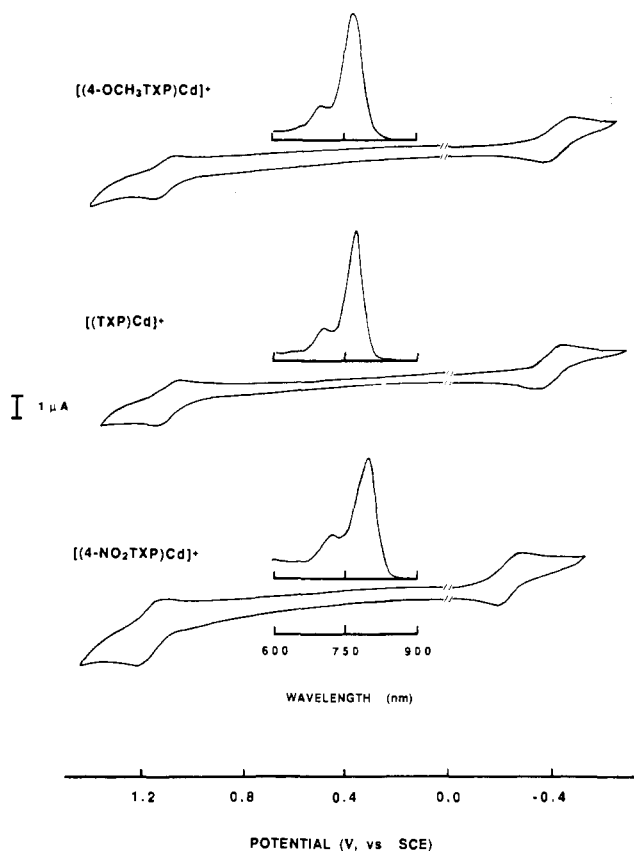 [(4-OCH₃TXP)Cd]⁺
[(TXP)Cd]⁺
1 μA
[(4-NO₂TXP)Cd]⁺
600 750 900
WAVELENGTH (nm)
1.2 0.8 0.4 0.0 -0.4
POTENTIAL (V, vs SCE)